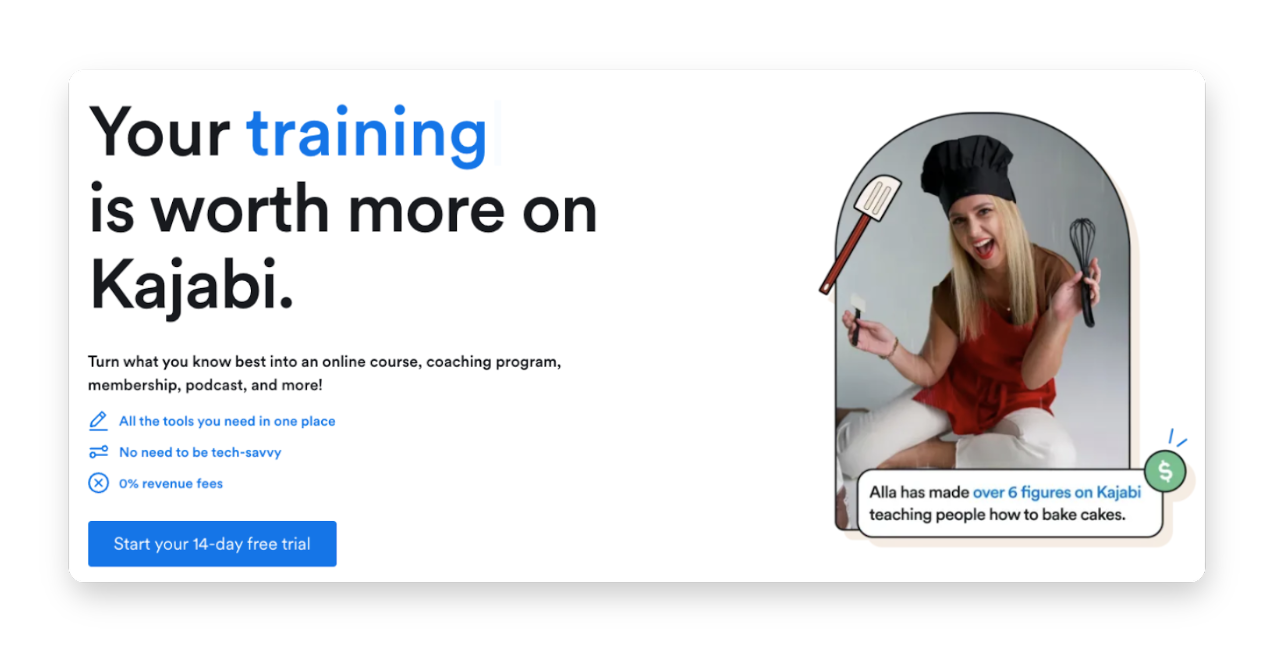 Your training
is worth more on
Kajabi.
Turn what you know best into an online course, coaching program,
membership, podcast, and more!
All the tools you need in one place
No need to be tech-savvy
0% revenue fees
Start your 14-day free trial
$
Alla has made over 6 figures on Kajabi
teaching people how to bake cakes.